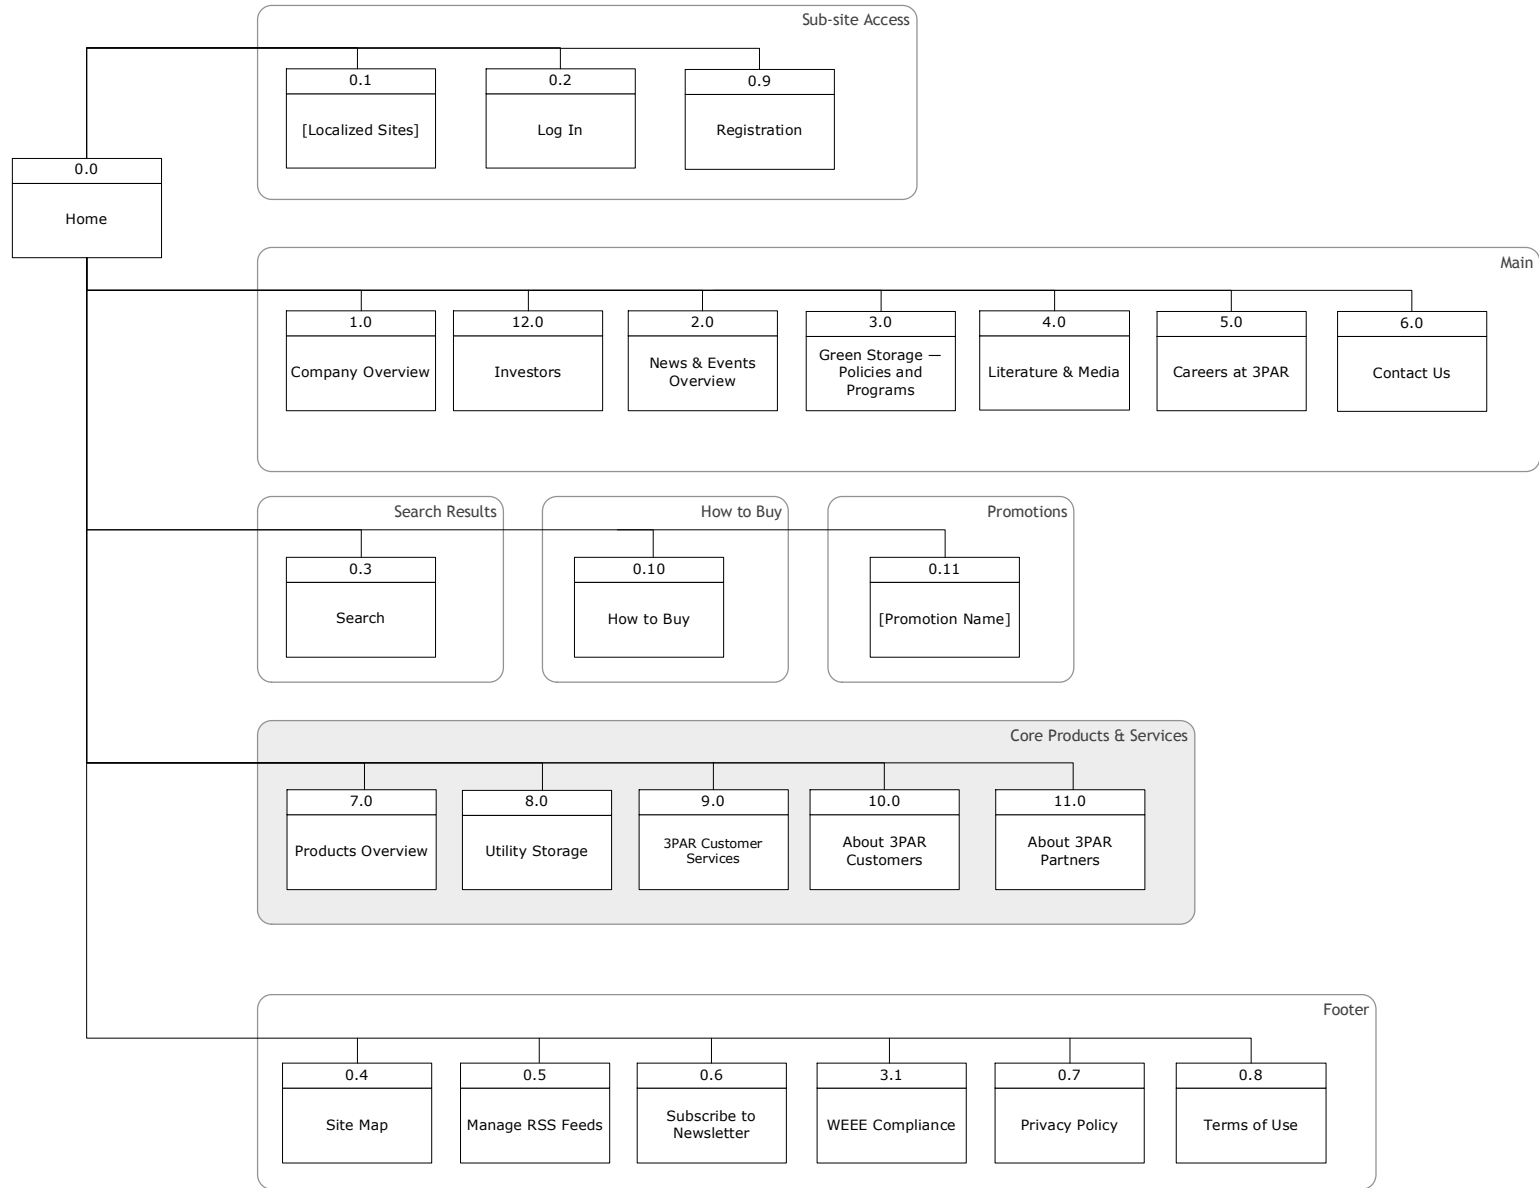 Sub-site Access
0.1
[Localized Sites]
0.2
Log In
0.9
Registration
0.0
Home
Main
1.0
Company Overview
12.0
Investors
2.0
News & Events
Overview
3.0
Green Storage —
Policies and
Programs
4.0
Literature & Media
5.0
Careers at 3PAR
6.0
Contact Us
Search Results
0.3
Search
How to Buy
0.10
How to Buy
Promotions
0.11
[Promotion Name]
Core Products & Services
7.0
Products Overview
8.0
Utility Storage
9.0
3PAR Customer
Services
10.0
About 3PAR
Customers
11.0
About 3PAR
Partners
Footer
0.4
Site Map
0.5
Manage RSS Feeds
0.6
Subscribe to
Newsletter
3.1
WEEE Compliance
0.7
Privacy Policy
0.8
Terms of Use